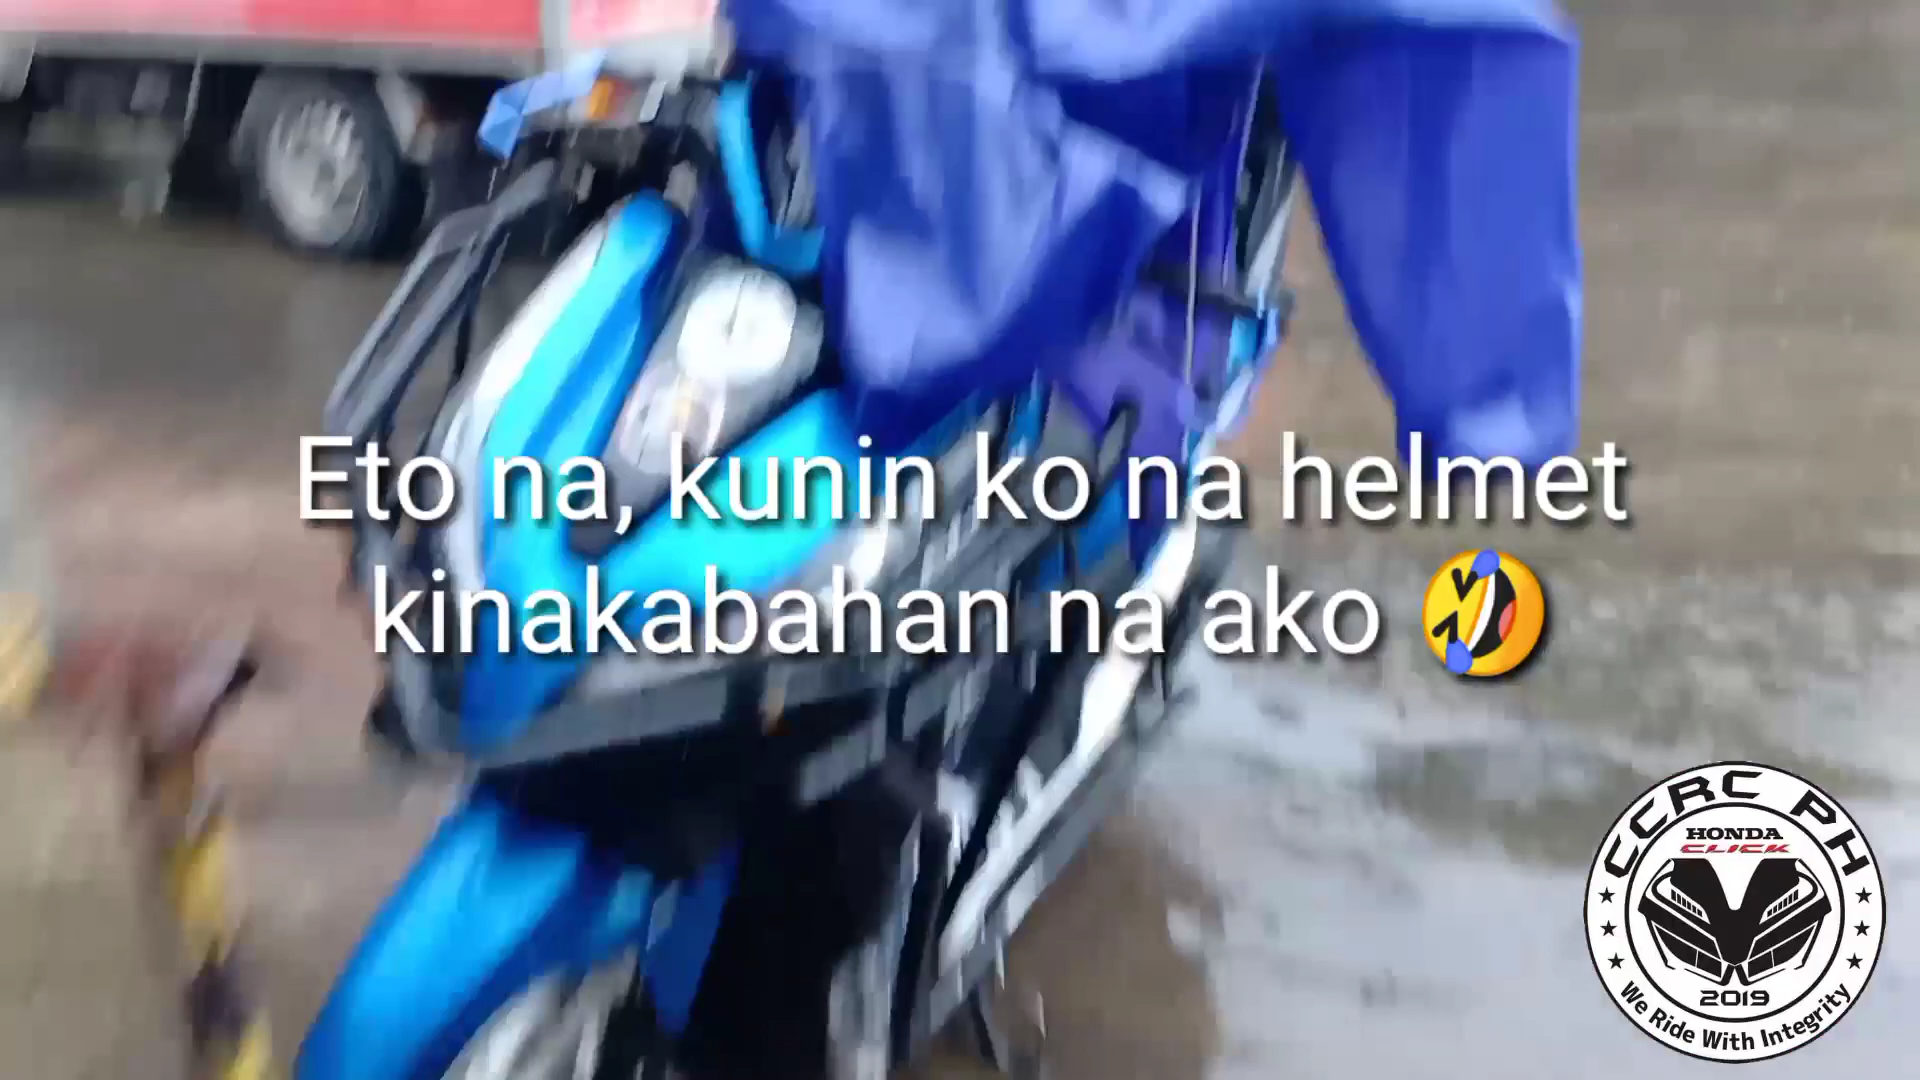 Eto na, kunin ko na helmet
kinakabahan na ako 🤣
CCRC PH
HONDA
CLICK
2019
We Ride With Integrity